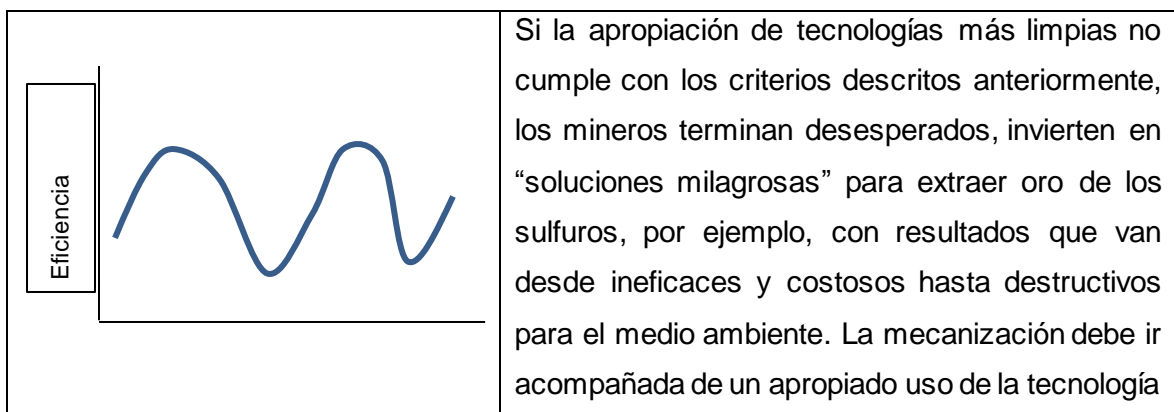 Eficiencia
Si la apropiación de tecnologías más limpias no
cumple con los criterios descritos anteriormente,
los mineros terminan desesperados, invierten en
“soluciones milagrosas” para extraer oro de los
sulfuros, por ejemplo, con resultados que van
desde ineficaces y costosos hasta destructivos
para el medio ambiente. La mecanización debe ir
acompañada de un apropiado uso de la tecnología